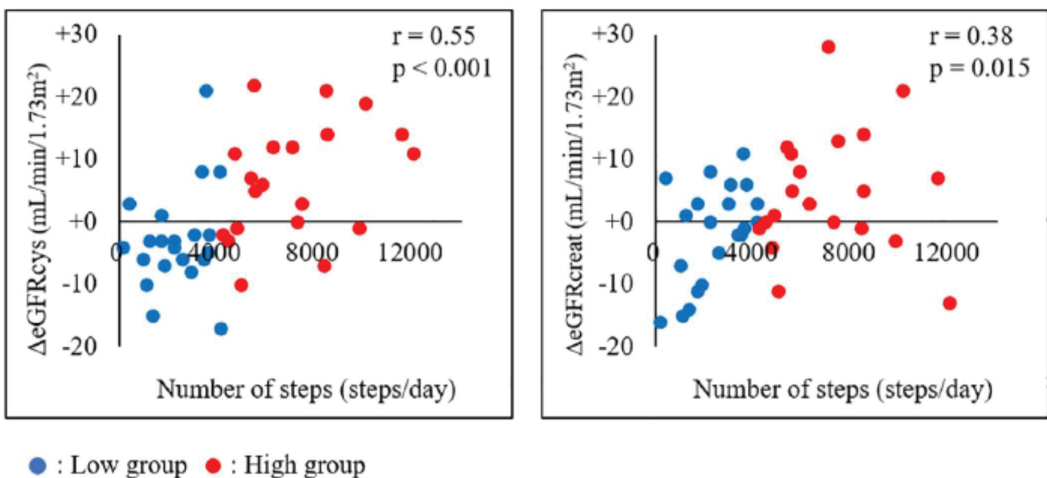 +30
+20
+10
+0
-10
-20
ΔeGFRcys (mL/min/1.73m²)
r = 0.55
p < 0.001
0 4000 8000 12000
Number of steps (steps/day)
+30
+20
+10
+0
-10
-20
ΔeGFRcreat (mL/min/1.73m²)
r = 0.38
p = 0.015
0 4000 8000 12000
Number of steps (steps/day)
: Low group : High group